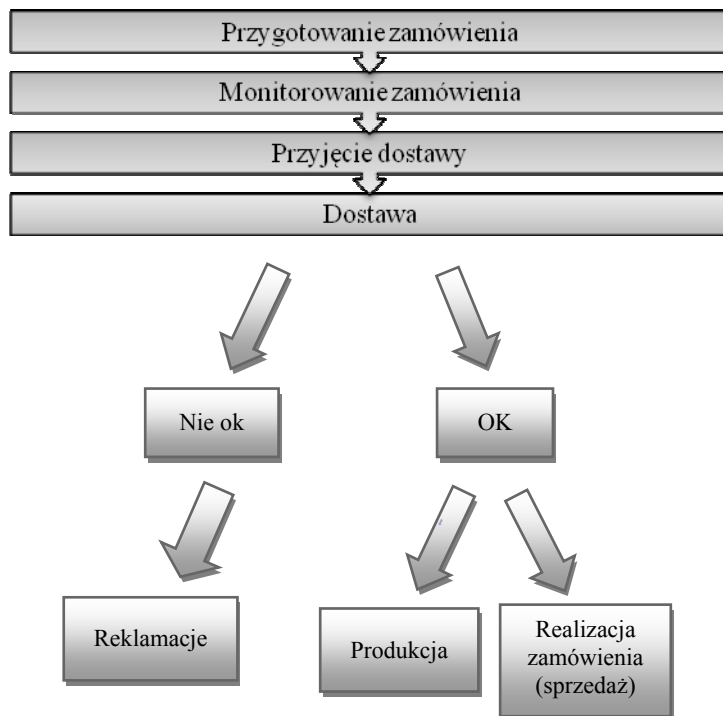 Przygotowanie zamówienia
Monitorowanie zamówienia
Przyjęcie dostawy
Dostawa
Nie ok
OK
Reklamacje
Produkcja
Realizacja
zamówienia
(sprzedaż)